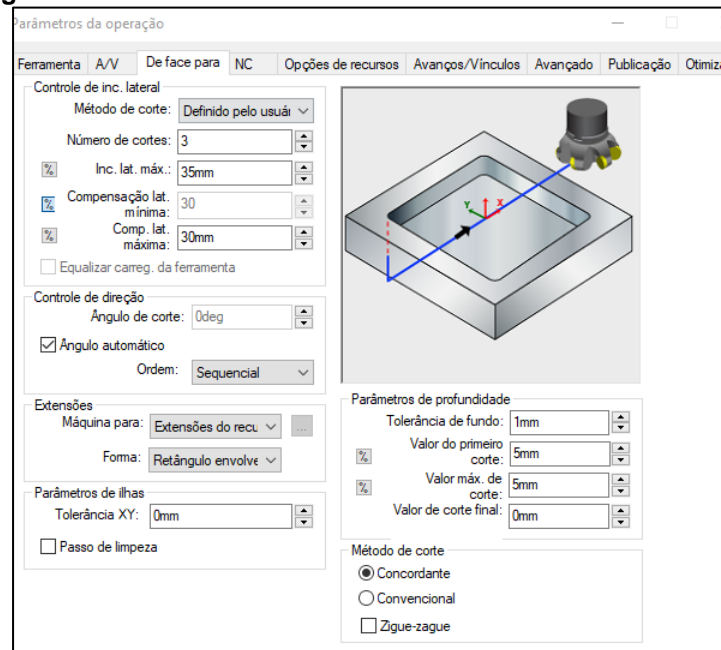 Parâmetros da operação
Ferramenta A/V De face para NC Opções de recursos Avanços/Vínculos Avançado Publicação Otimiza
Controle de inc. lateral
Método de corte: Definido pelo usuái
Número de cortes: 3
% Inc. lat. máx.: 35mm
% Compensação lat. mínima: 30
% Comp. lat. máxima: 30mm
Equalizar carreg. da ferramenta
Controle de direção
Angulo de corte: 0deg
Angulo automático
Ordem: Sequencial
Extensões
Máquina para: Extensões do recu ...
Forma: Retângulo envolve
Parâmetros de ilhas
Tolerância XY: 0mm
Passo de limpeza
Y X
Parâmetros de profundidade
Tolerância de fundo: 1mm
% Valor do primeiro corte: 5mm
% Valor máx. de corte: 5mm
Valor de corte final: 0mm
Método de corte
Concordante
Convencional
Zigue-zague